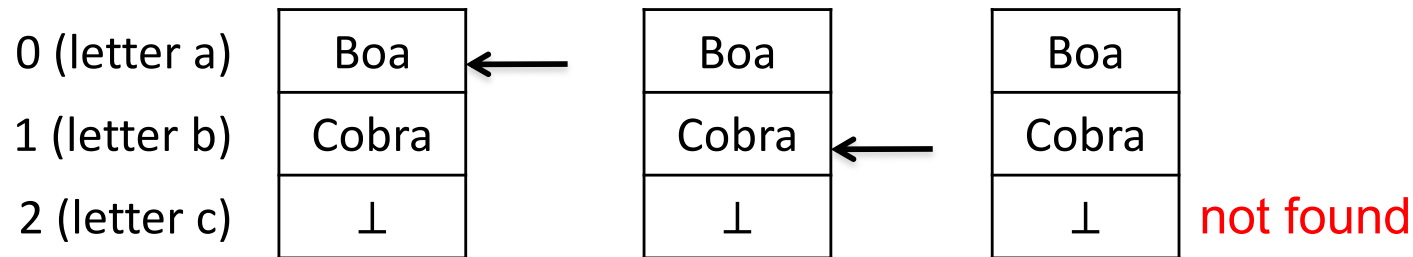 0 (letter a) Boa Boa Boa
1 (letter b) Cobra Cobra Cobra
2 (letter c) ⊥ ⊥ ⊥ not found